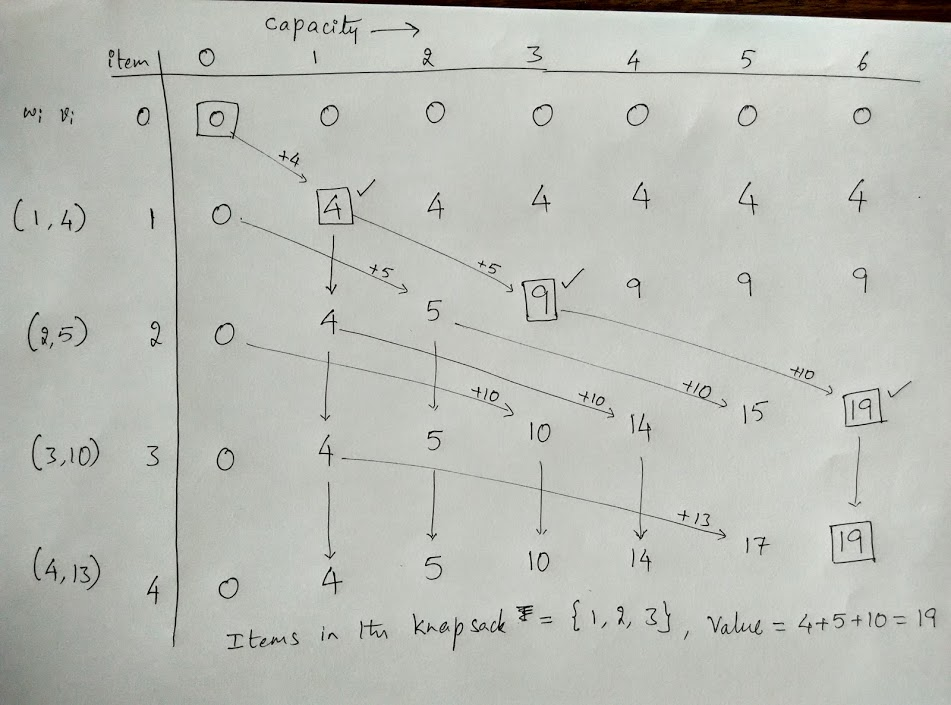 capacity →
item 0 1 2 3 4 5 6
wi vi 0 0 0 0 0 0 0 0
+4
(1,4) 1 0 4 ✓ 4 4 4 4 4
+5 +5
(2,5) 2 0 4 5 9 ✓ 9 9 9
+10 +10 +10 +10
(3,10) 3 0 4 5 10 14 15 19 ✓
+13
(4,13) 4 0 4 5 10 14 17 19
Items in the knapsack = {1, 2, 3}, Value = 4+5+10 = 19